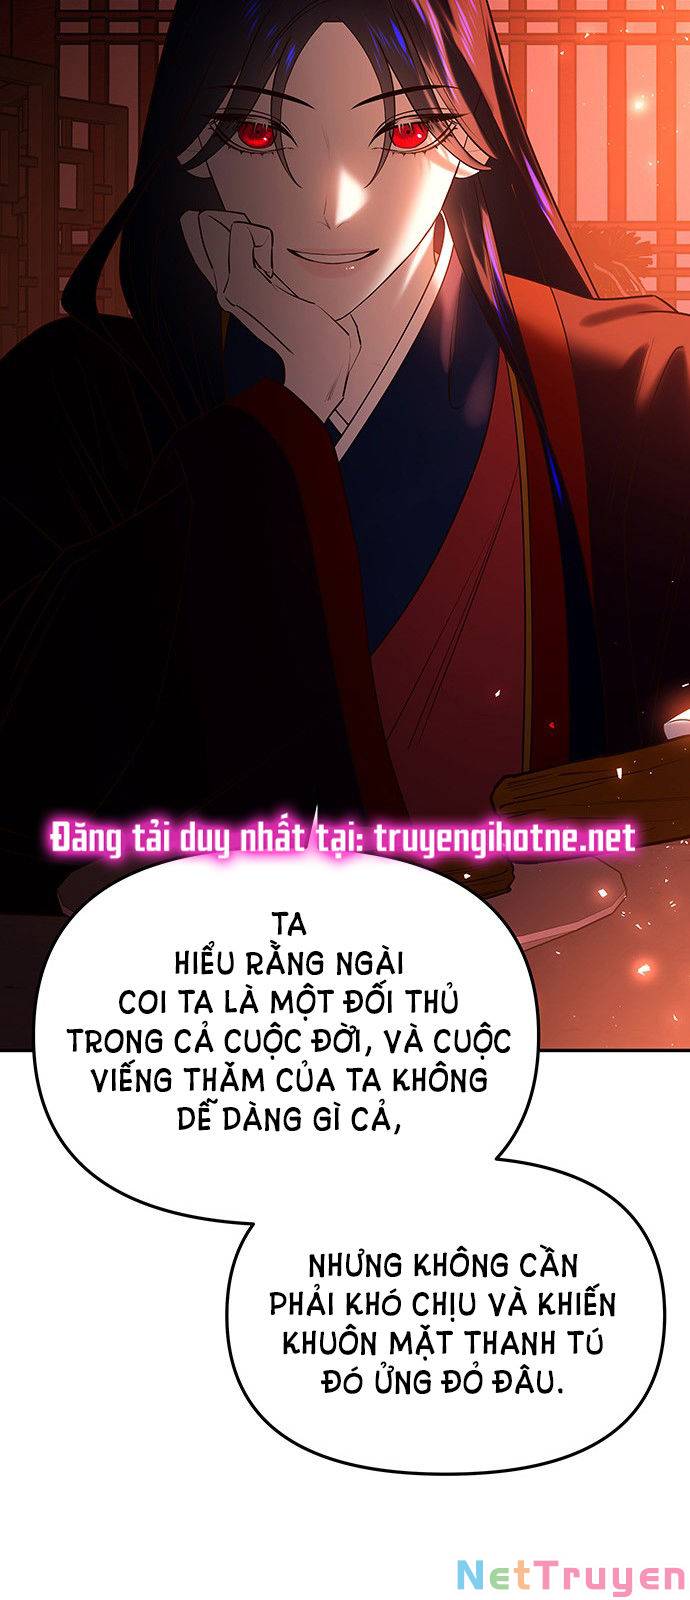 Đăng tải duy nhất tại: truyengihotne.net
TA
HIỂU RẰNG NGÀI
COI TA LÀ MỘT ĐỐI THỦ
TRONG CẢ CUỘC ĐỜI, VÀ CUỘC
VIẾNG THĂM CỦA TA KHÔNG
DỄ DÀNG GÌ CẢ,
NHƯNG KHÔNG CẦN
PHẢI KHÓ CHỊU VÀ KHIẾN
KHUÔN MẶT THANH TÚ
ĐÓ ỬNG ĐỎ ĐÂU.
NetTruyen